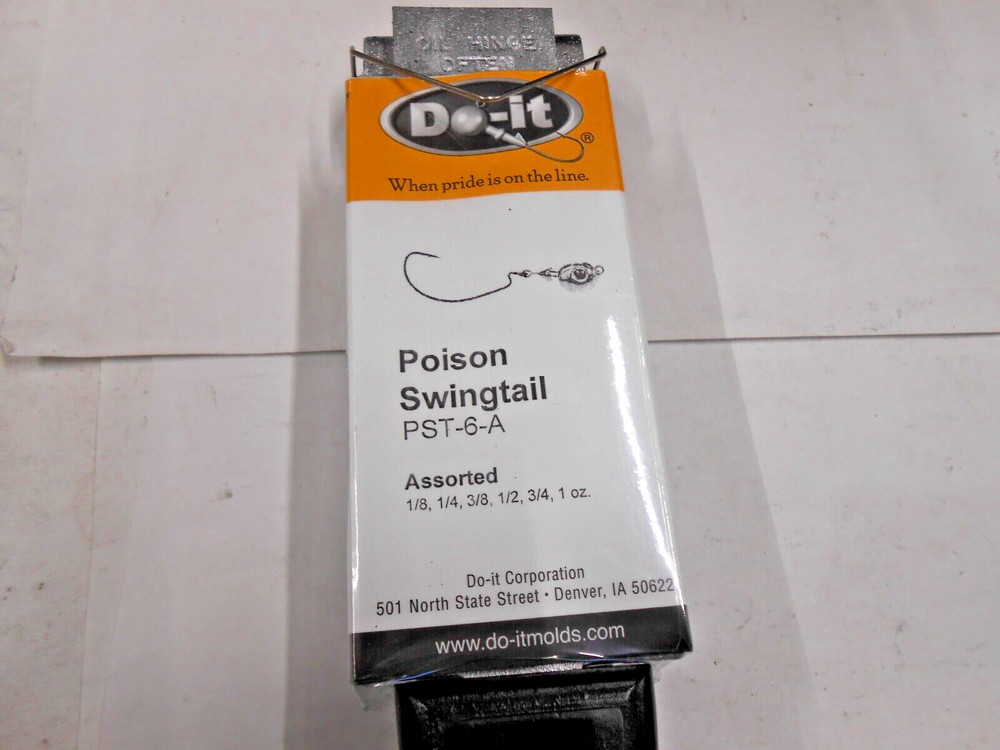 OIL HINGE
OFTEN
Do-it®
When pride is on the line.
Poison
Swingtail
PST-6-A
Assorted
1/8, 1/4, 3/8, 1/2, 3/4, 1 oz.
Do-it Corporation
501 North State Street • Denver, IA 50622
www.do-itmolds.com